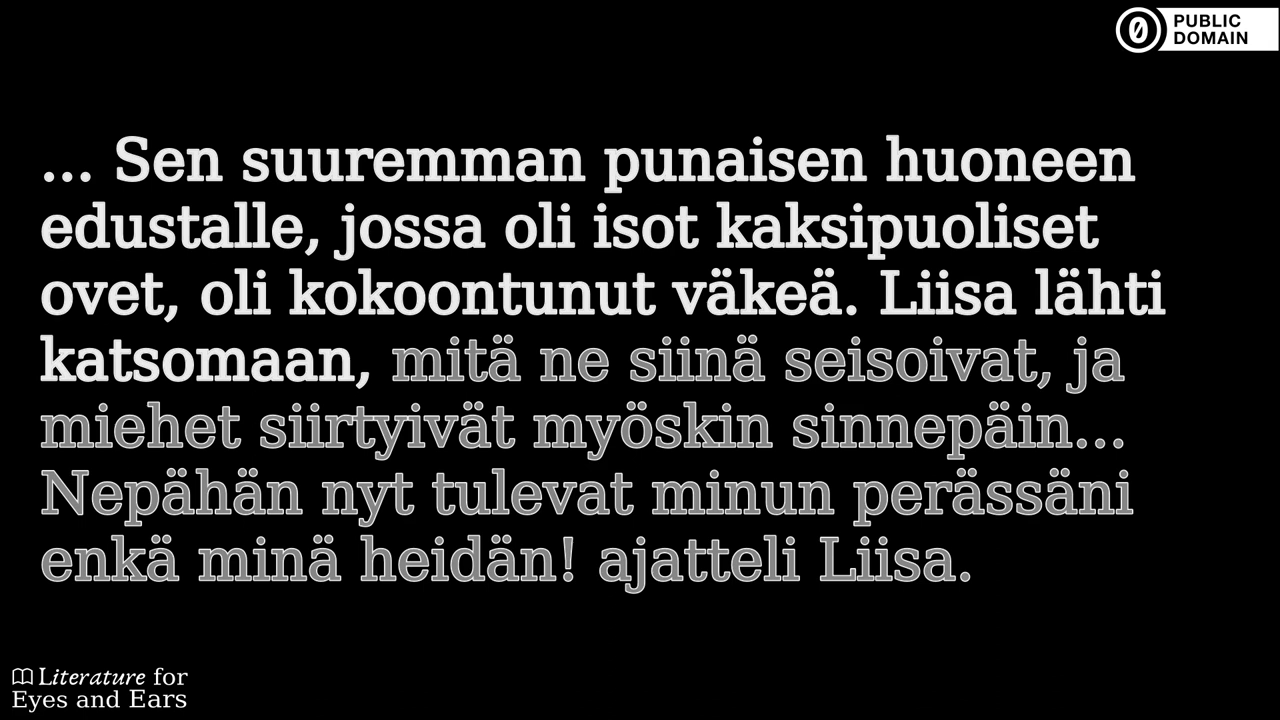 PUBLIC
DOMAIN
... Sen suuremman punaisen huoneen
edustalle, jossa oli isot kaksipuoliset
ovet, oli kokoontunut väkeä. Liisa lähti
katsomaan, mitä ne siinä seisoivat, ja
miehet siirtyivät myöskin sinnepäin...
Nepähän nyt tulevat minun perässäni
enkä minä heidän! ajatteli Liisa.
Literature for
Eyes and Ears